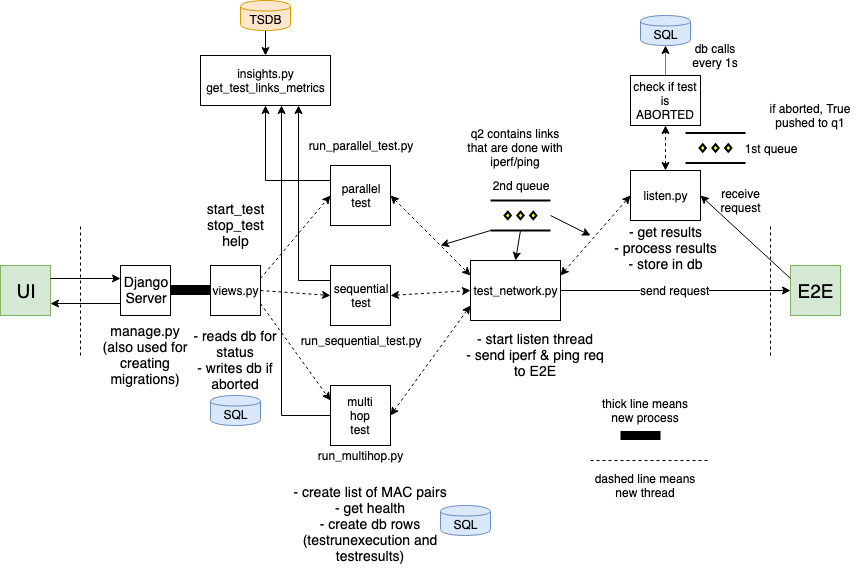 TSDB
insights.py
get_test_links_metrics
SQL
db calls
every 1s
check if test
is
ABORTED
if aborted, True
pushed to q1
1st queue
run_parallel_test.py
q2 contains links
that are done with
iperf/ping
2nd queue
parallel
test
listen.py
receive
request
start_test
stop_test
help
- get results
- process results
- store in db
UI
Django
Server
views.py
sequential
test
test_network.py
send request
E2E
manage.py
(also used for
creating
migrations)
- reads db for
status
- writes db if
aborted
SQL
run_sequential_test.py
- start listen thread
- send iperf & ping req
to E2E
multi
hop
test
run_multihop.py
thick line means
new process
dashed line means
new thread
- create list of MAC pairs
- get health
- create db rows
(testrunexecution and
testresults)
SQL